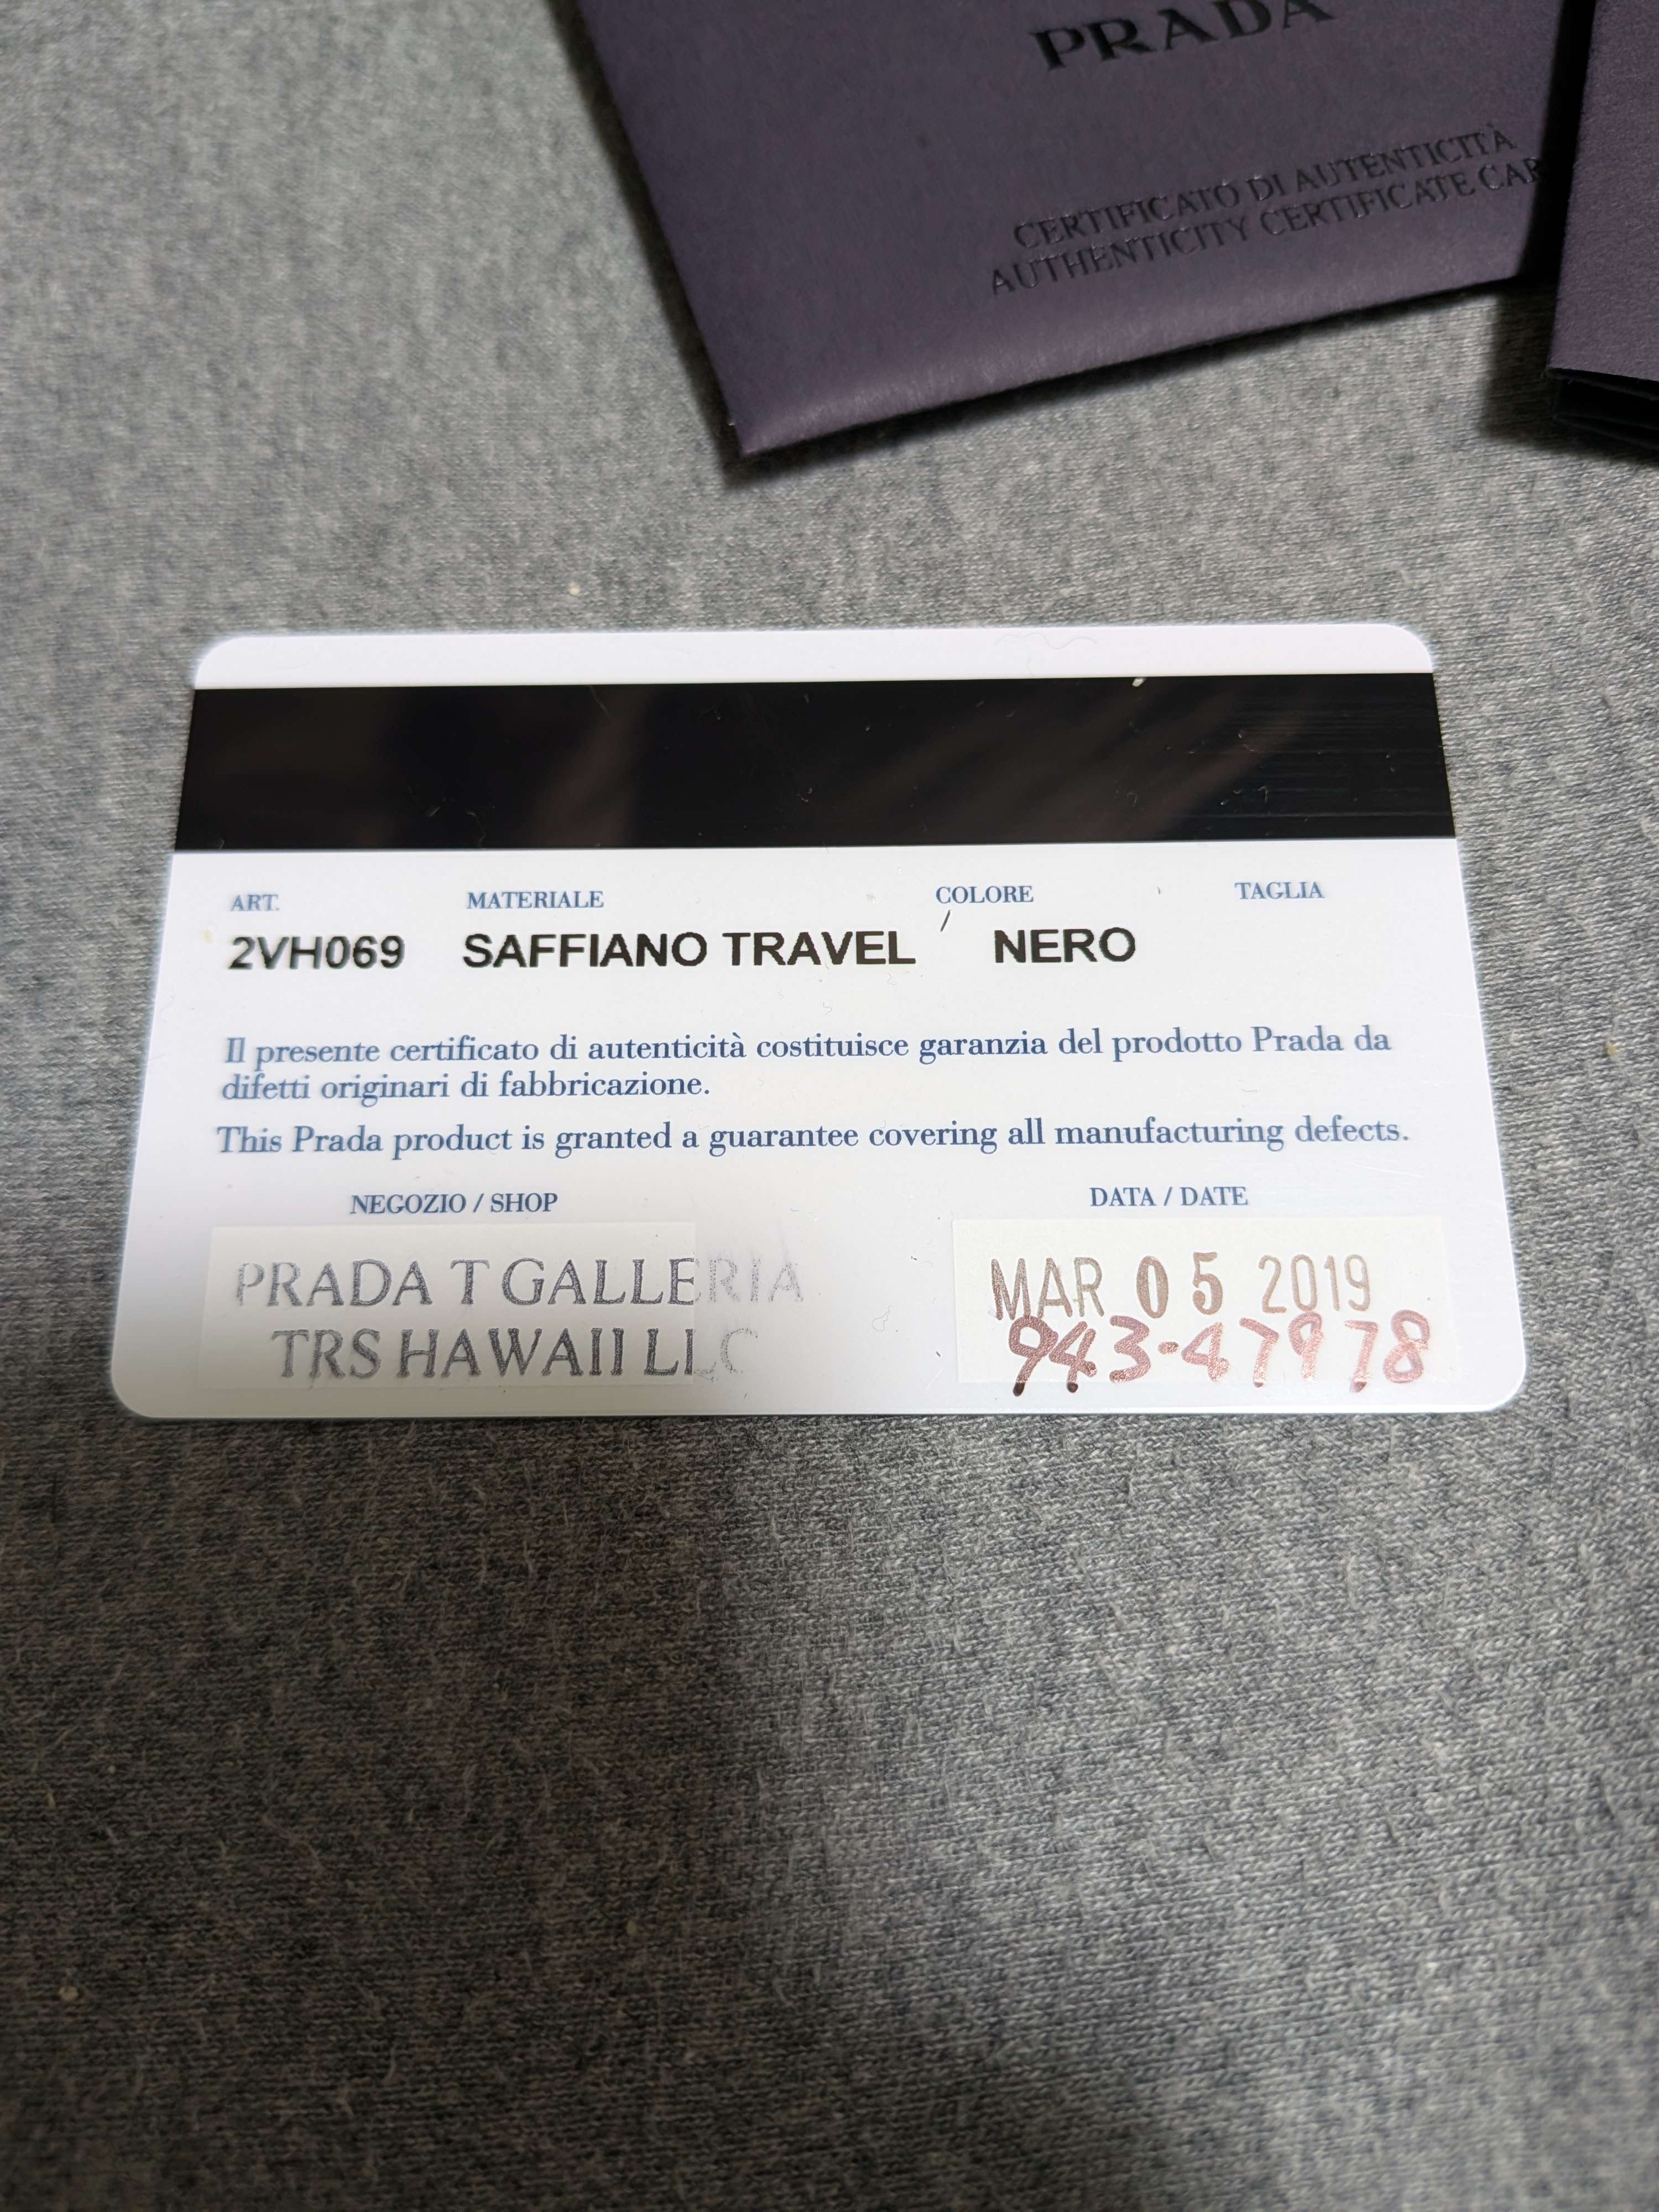 PRADA
CERTIFICATO DI AUTENTICITÀ
AUTHENTICITY CERTIFICATE CAR
ART. MATERIALE COLORE TAGLIA
2VH069 SAFFIANO TRAVEL NERO
Il presente certificato di autenticità costituisce garanzia del prodotto Prada da
difetti originari di fabbricazione.
This Prada product is granted a guarantee covering all manufacturing defects.
NEGOZIO / SHOP DATA / DATE
PRADA T GALLERIA MAR 05 2019
TRS HAWAII LLC 943-47978